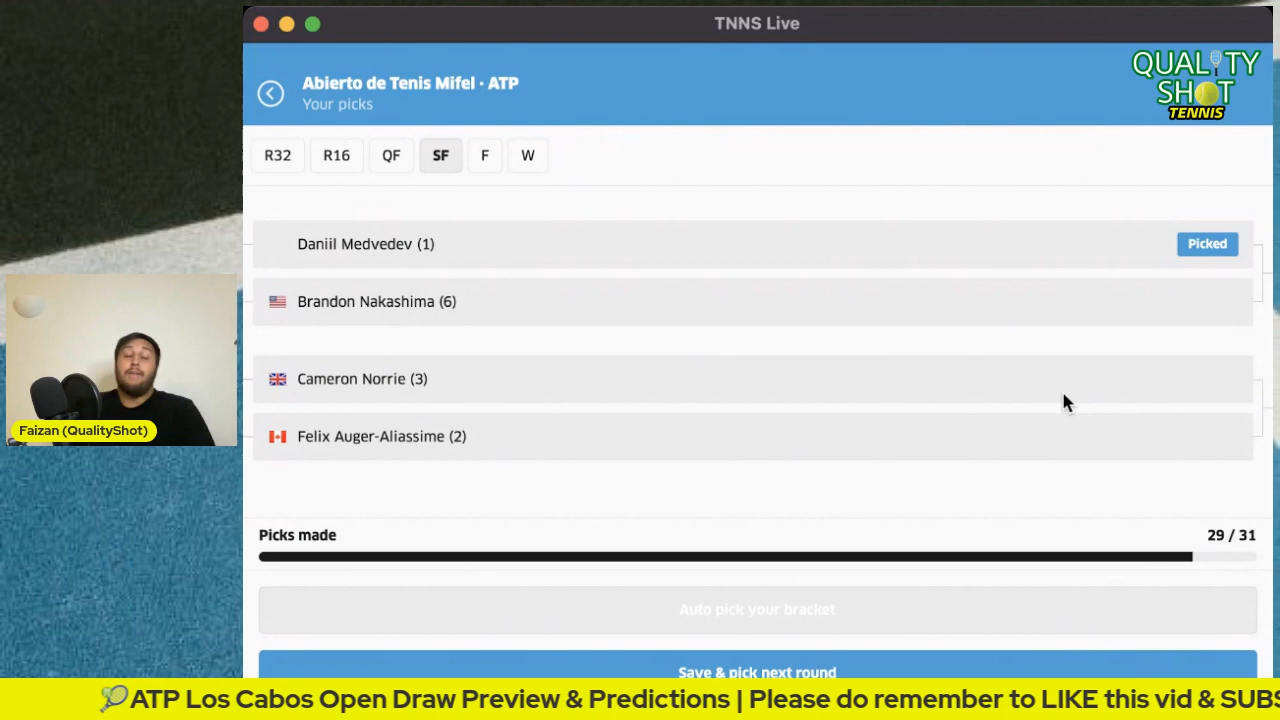 TNNS Live
Abierto de Tenis Mifel · ATP
Your picks
QUALITY
SHOT
TENNIS
R32 R16 QF SF F W
Daniil Medvedev (1) Picked
Brandon Nakashima (6)
Cameron Norrie (3)
Felix Auger-Aliassime (2)
Faizan (QualityShot)
Picks made 29 / 31
Auto pick your bracket
Save & pick next round
ATP Los Cabos Open Draw Preview & Predictions | Please do remember to LIKE this vid & SUBS